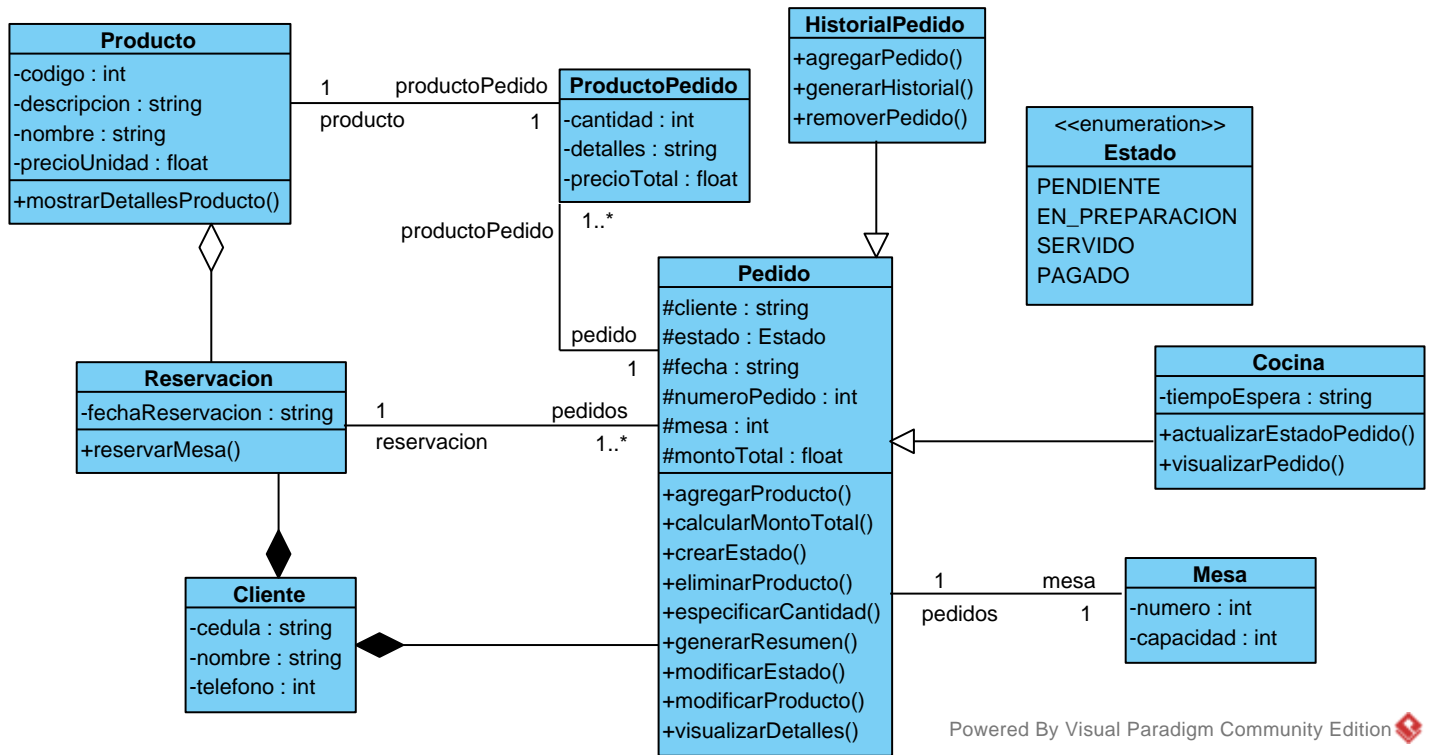 Producto
-codigo : int
-descripcion : string
-nombre : string
-precioUnidad : float
+mostrarDetallesProducto()
1
productoPedido
producto
1
ProductoPedido
-cantidad : int
-detalles : string
-precioTotal : float
HistorialPedido
+agregarPedido()
+generarHistorial()
+removerPedido()
<<enumeration>>
Estado
PENDIENTE
EN_PREPARACION
SERVIDO
PAGADO
1..*
productoPedido
pedido
1
Pedido
#cliente : string
#estado : Estado
#fecha : string
#numeroPedido : int
#mesa : int
#montoTotal : float
+agregarProducto()
+calcularMontoTotal()
+crearEstado()
+eliminarProducto()
+especificarCantidad()
+generarResumen()
+modificarEstado()
+modificarProducto()
+visualizarDetalles()
Reservacion
-fechaReservacion : string
+reservarMesa()
1
pedidos
reservacion
1..*
Cocina
-tiempoEspera : string
+actualizarEstadoPedido()
+visualizarPedido()
Cliente
-cedula : string
-nombre : string
-telefono : int
1
mesa
pedidos
1
Mesa
-numero : int
-capacidad : int
Powered By Visual Paradigm Community Edition